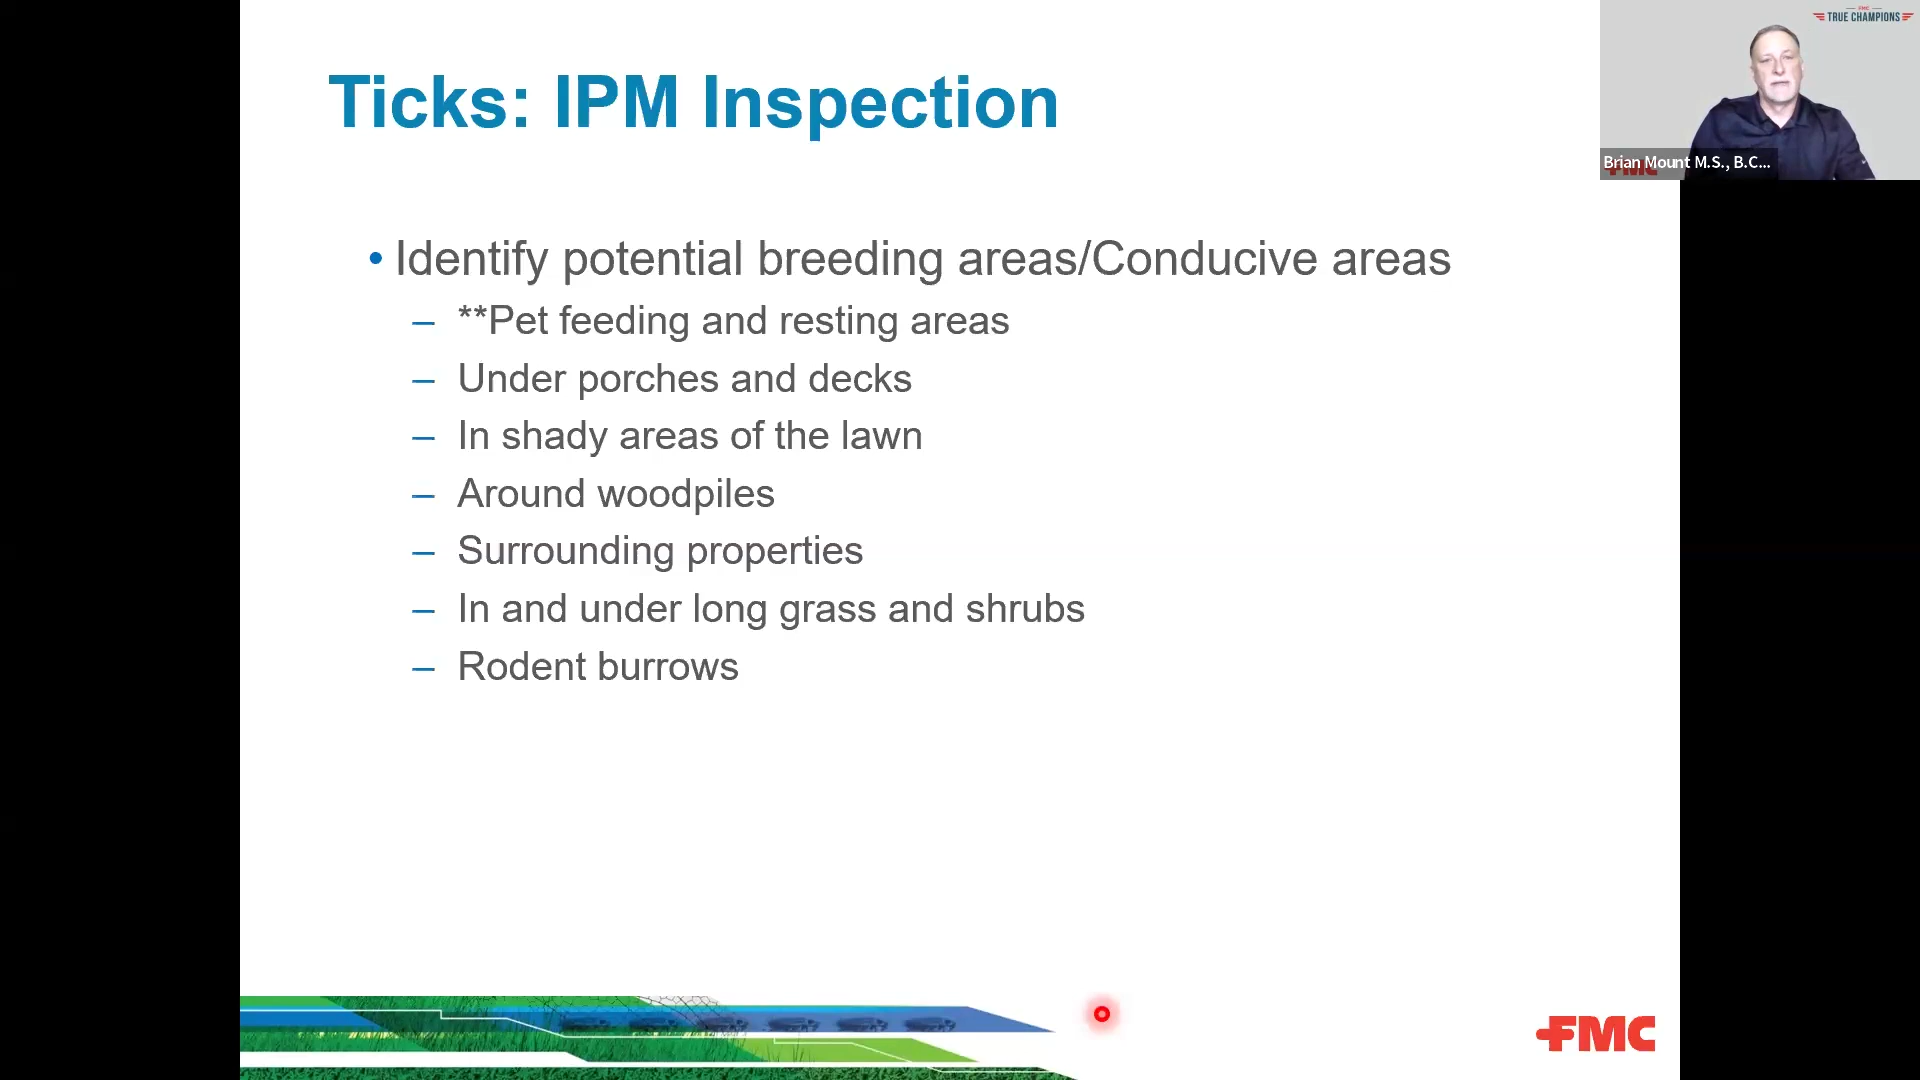 Ticks: IPM Inspection
FMC
TRUE CHAMPIONS
Brian Mount M.S., B.C...
FMC
• Identify potential breeding areas/Conducive areas
– **Pet feeding and resting areas
– Under porches and decks
– In shady areas of the lawn
– Around woodpiles
– Surrounding properties
– In and under long grass and shrubs
– Rodent burrows
FMC